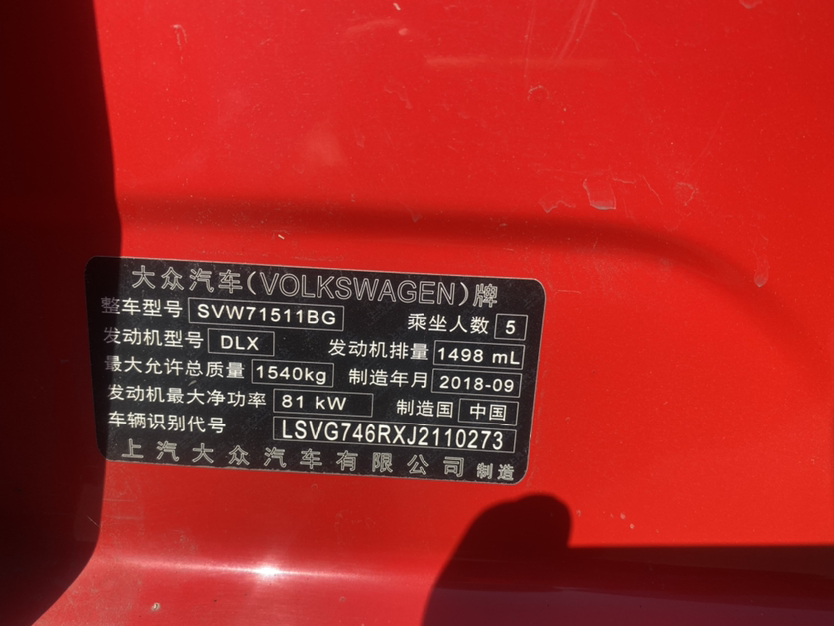 大众汽车(VOLKSWAGEN)牌
整车型号 SVW71511BG 乘坐人数 5
发动机型号 DLX 发动机排量 1498 mL
最大允许总质量 1540kg 制造年月 2018-09
发动机最大净功率 81 kW 制造国 中国
车辆识别代号 LSVG746RXJ2110273
上汽大众汽车有限公司 制造